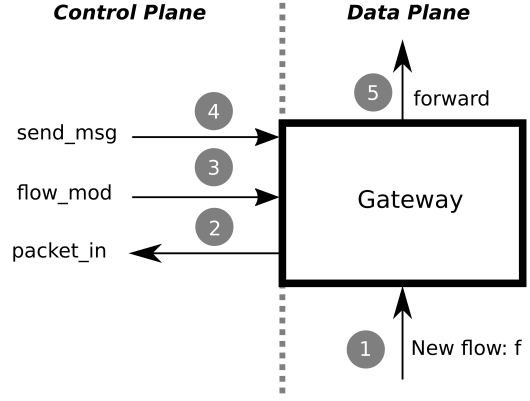 Control Plane
Data Plane
5
forward
4
send_msg
3
flow_mod
Gateway
2
packet_in
1
New flow: f